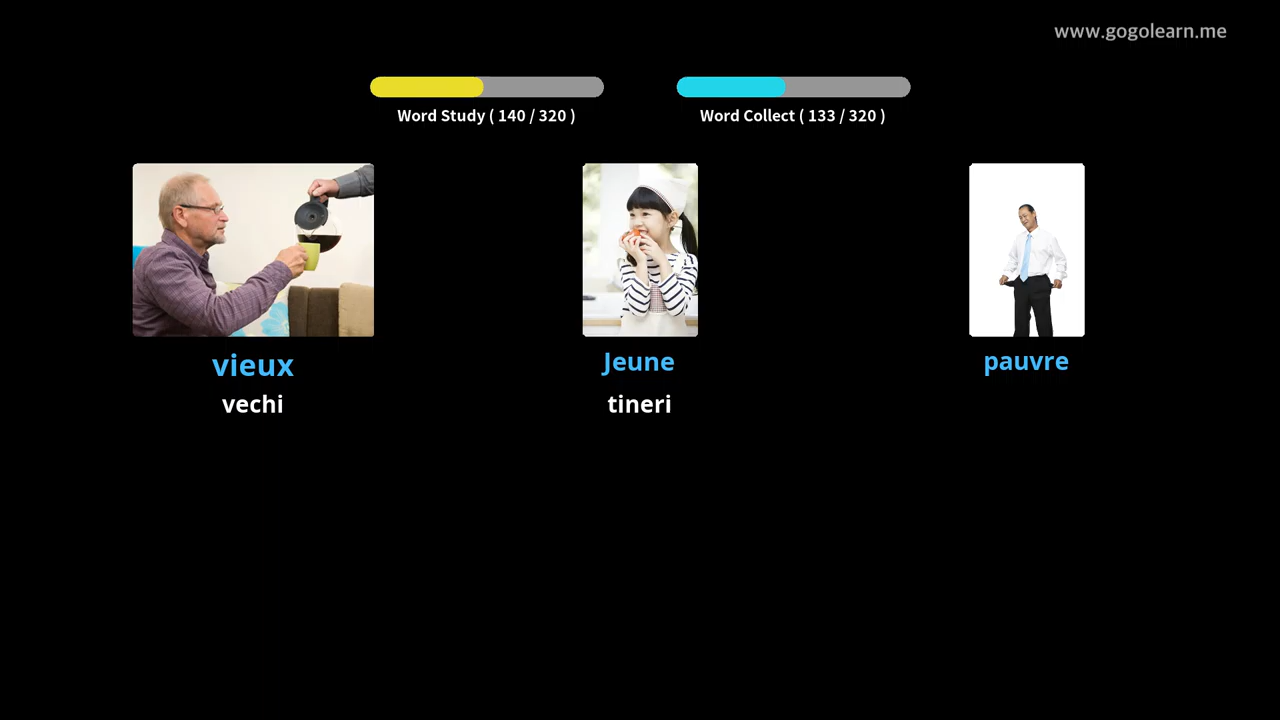 www.gogolearn.me
Word Study ( 140 / 320 )
Word Collect ( 133 / 320 )
vieux
Jeune
pauvre
vechi
tineri